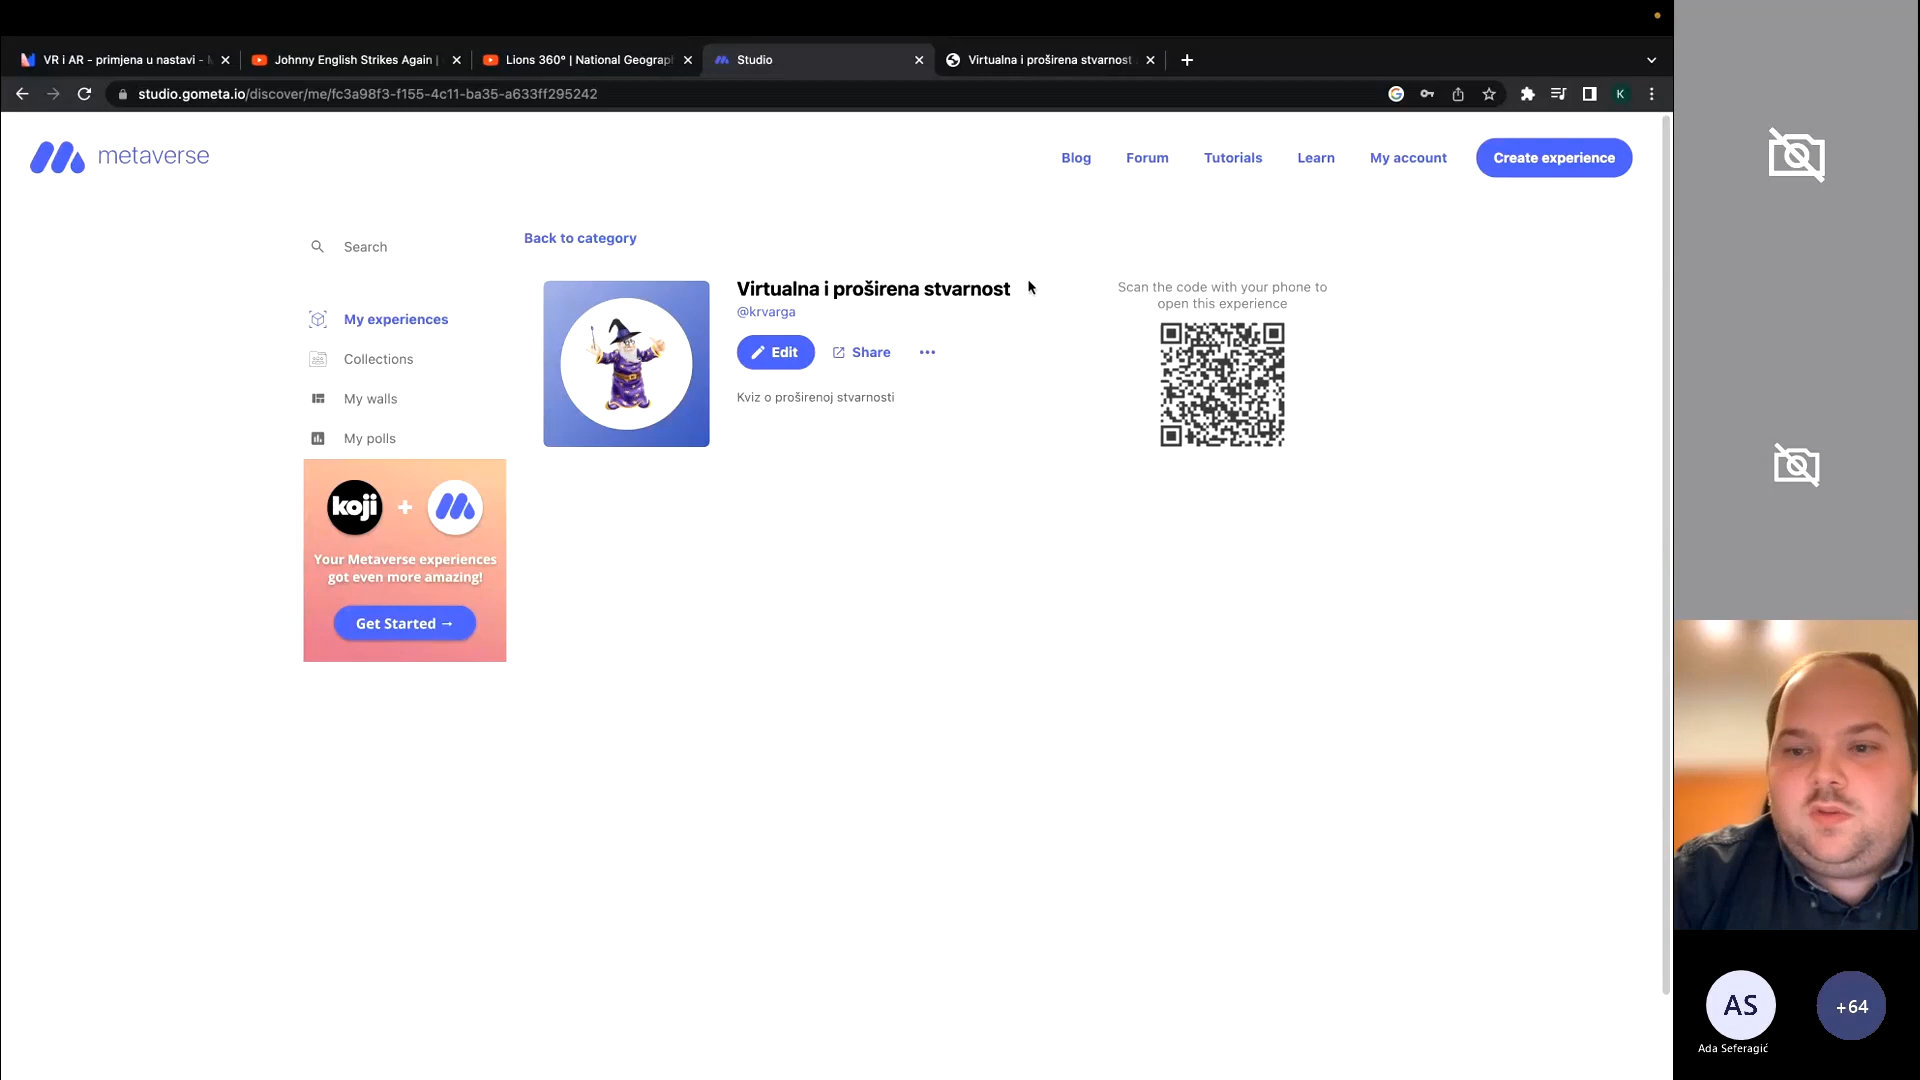 VR i AR - primjena u nastavi -
Johnny English Strikes Again |
Lions 360° | National Geograp
Studio
Virtualna i proširena stvarnost
studio.gometa.io/discover/me/fc3a98f3-f155-4c11-ba35-a633ff295242
K
metaverse
Blog
Forum
Tutorials
Learn
My account
Create experience
Search
My experiences
Collections
My walls
My polls
koji + 
Your Metaverse experiences
got even more amazing!
Get Started →
Back to category
Virtualna i proširena stvarnost
@krvarga
Edit
Share
Kviz o proširenoj stvarnosti
Scan the code with your phone to
open this experience
AS
Ada Seferagić
+64